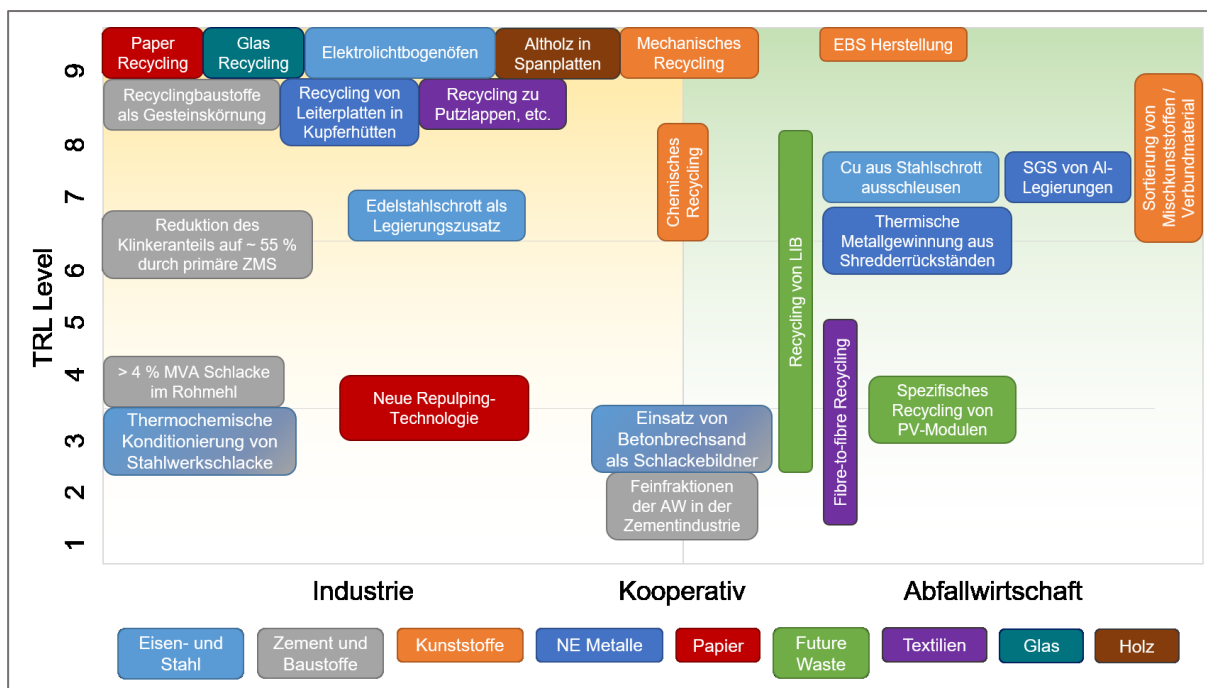 Paper
Recycling
Glas
Recycling
Elektrolichtbogenöfen
Altholz in
Spanplatten
Mechanisches
Recycling
EBS Herstellung
Recyclingbaustoffe
als Gesteinskörnung
Recycling von
Leiterplatten in
Kupferhütten
Recycling zu
Putzlappen, etc.
Chemisches
Recycling
Recycling von LIB
Cu aus Stahlschrott
ausschleusen
SGS von Al-
Legierungen
Sortierung von
Mischkunststoffen /
Verbundmaterial
Edelstahlschrott als
Legierungszusatz
Reduktion des
Klinkeranteils auf ~ 55 %
durch primäre ZMS
Thermische
Metallgewinnung aus
Shredderrückständen
> 4 % MVA Schlacke
im Rohmehl
Thermochemische
Konditionierung von
Stahlwerkschlacke
Neue Repulping-
Technologie
Einsatz von
Betonbrechsand
als Schlackebildner
Feinfraktionen
der AW in der
Zementindustrie
Fibre-to-fibre Recycling
Spezifisches
Recycling von
PV-Modulen
TRL Level
9
8
7
6
5
4
3
2
1
Industrie
Kooperativ
Abfallwirtschaft
Eisen- und
Stahl
Zement und
Baustoffe
Kunststoffe
NE Metalle
Papier
Future
Waste
Textilien
Glas
Holz